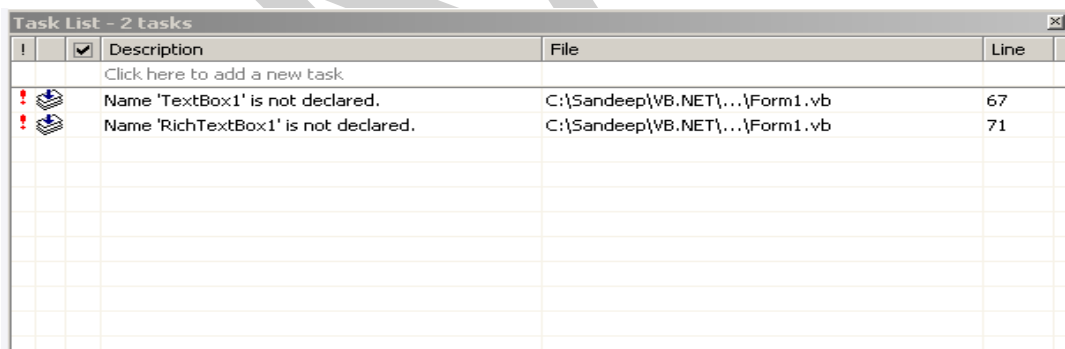 Task List - 2 tasks
! Description File Line
Click here to add a new task
! Name 'TextBox1' is not declared. C:\Sandeep\VB.NET\...\Form1.vb 67
! Name 'RichTextBox1' is not declared. C:\Sandeep\VB.NET\...\Form1.vb 71